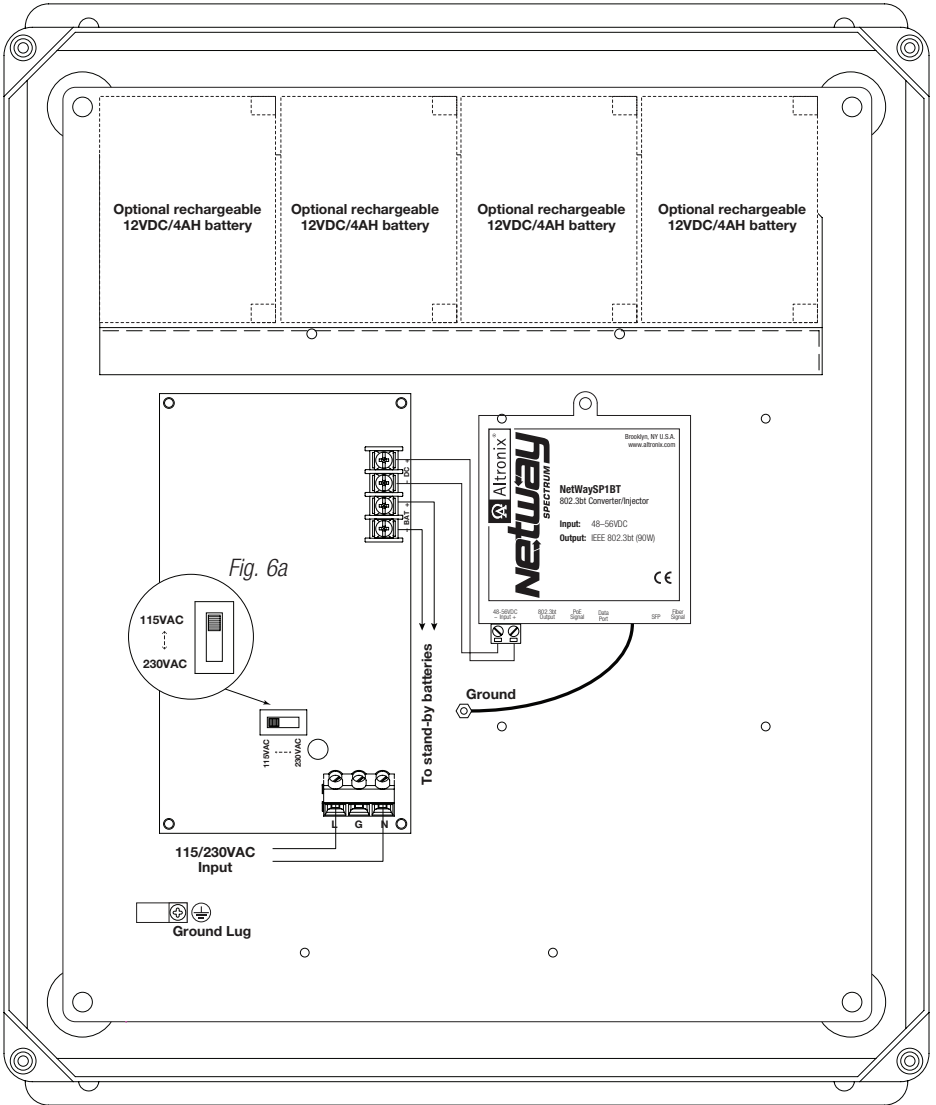 Optional rechargeable
12VDC/4AH battery
Optional rechargeable
12VDC/4AH battery
Optional rechargeable
12VDC/4AH battery
Optional rechargeable
12VDC/4AH battery
- DC +
- BAT +
Altronix®
Netway
SPECTRUM
Brooklyn, NY U.S.A.
www.altronix.com
NetWaySP1BT
802.3bt Converter/Injector
Input: 48–56VDC
Output: IEEE 802.3bt (90W)
CE
48-56VDC
– Input +
802.3bt
Output
PoE
Signal
Data
Port
SFP
Fiber
Signal
Fig. 6a
115VAC
230VAC
115VAC
230VAC
To stand-by batteries
Ground
L G N
115/230VAC
Input
Ground Lug